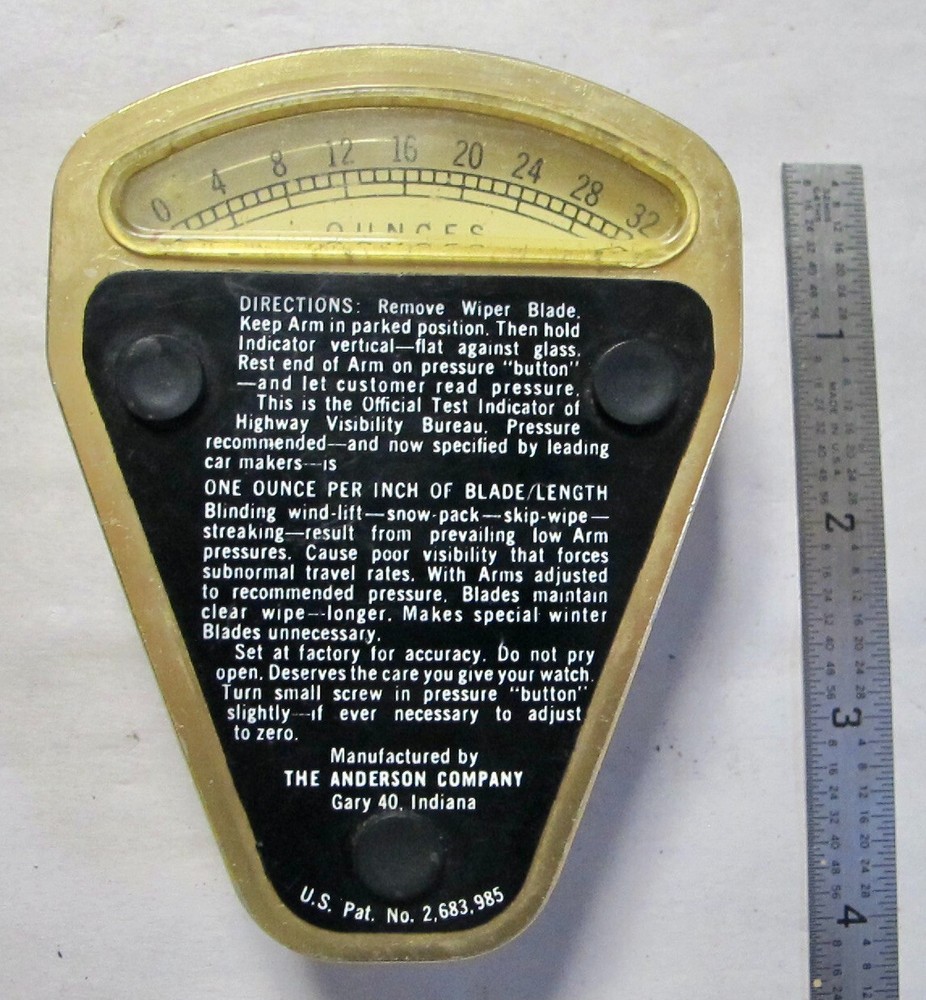 0 4 8 12 16 20 24 28 32
OUNCES
DIRECTIONS: Remove Wiper Blade.
Keep Arm in parked position. Then hold
Indicator vertical—flat against glass.
Rest end of Arm on pressure "button"
—and let customer read pressure.
This is the Official Test Indicator of
Highway Visibility Bureau. Pressure
recommended—and now specified by leading
car makers—is
ONE OUNCE PER INCH OF BLADE/LENGTH
Blinding wind-lift—snow-pack—skip-wipe—
streaking—result from prevailing low Arm
pressures. Cause poor visibility that forces
subnormal travel rates. With Arms adjusted
to recommended pressure, Blades maintain
clear wipe—longer. Makes special winter
Blades unnecessary.
Set at factory for accuracy. Do not pry
open. Deserves the care you give your watch.
Turn small screw in pressure "button"
slightly—if ever necessary to adjust
to zero.
Manufactured by
THE ANDERSON COMPANY
Gary 40, Indiana
U.S. Pat. No. 2,683,985
1
MADE IN U.S.A.
2
3
4